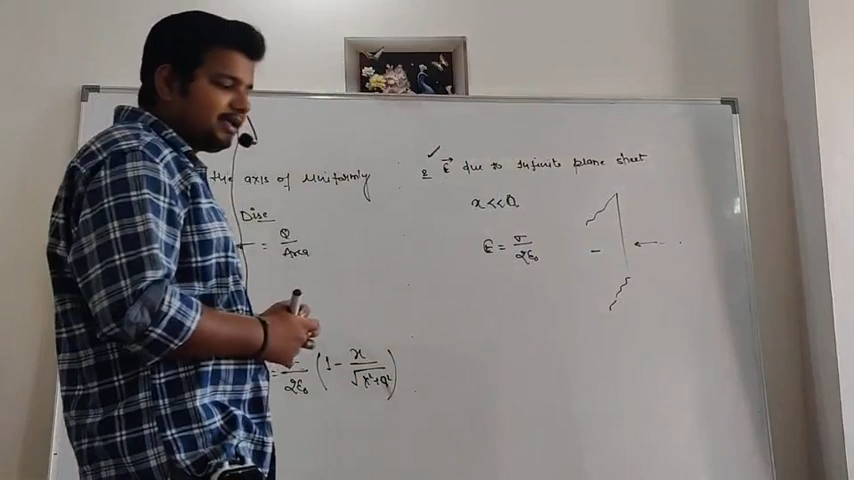 the axis of Uniformly
Disc
= Q/Area
= /2ε₀ (1 - x/√x²+a²)
✓ E⃗ due to Infinite plane sheet
x << a
E = σ/2ε₀
-